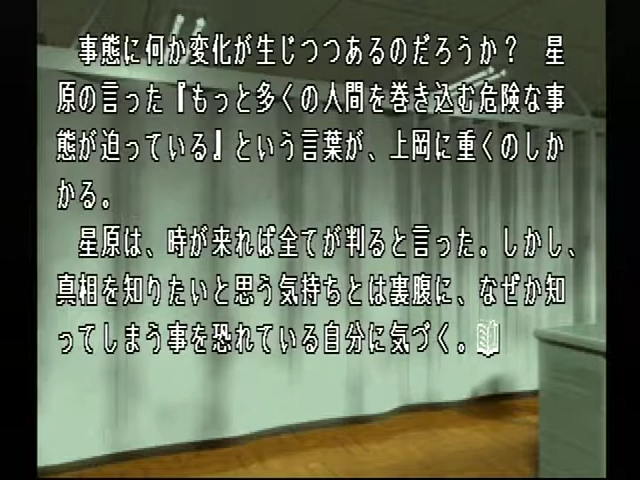 事態に何か変化が生じつつあるのだろうか？　星
原の言った『もっと多くの人間を巻き込む危険な事
態が迫っている』という言葉が、上岡に重くのしか
かる。
星原は、時が来れば全てが判ると言った。しかし、
真相を知りたいと思う気持ちとは裏腹に、なぜか知
ってしまう事を恐れている自分に気づく。